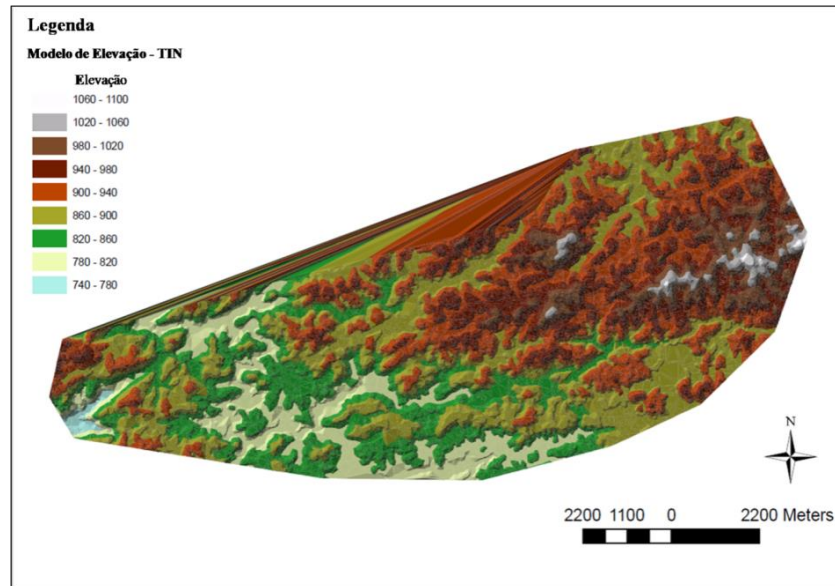 Legenda
Modelo de Elevação - TIN
Elevação
1060 - 1100
1020 - 1060
980 - 1020
940 - 980
900 - 940
860 - 900
820 - 860
780 - 820
740 - 780
N
2200 1100 0 2200 Meters